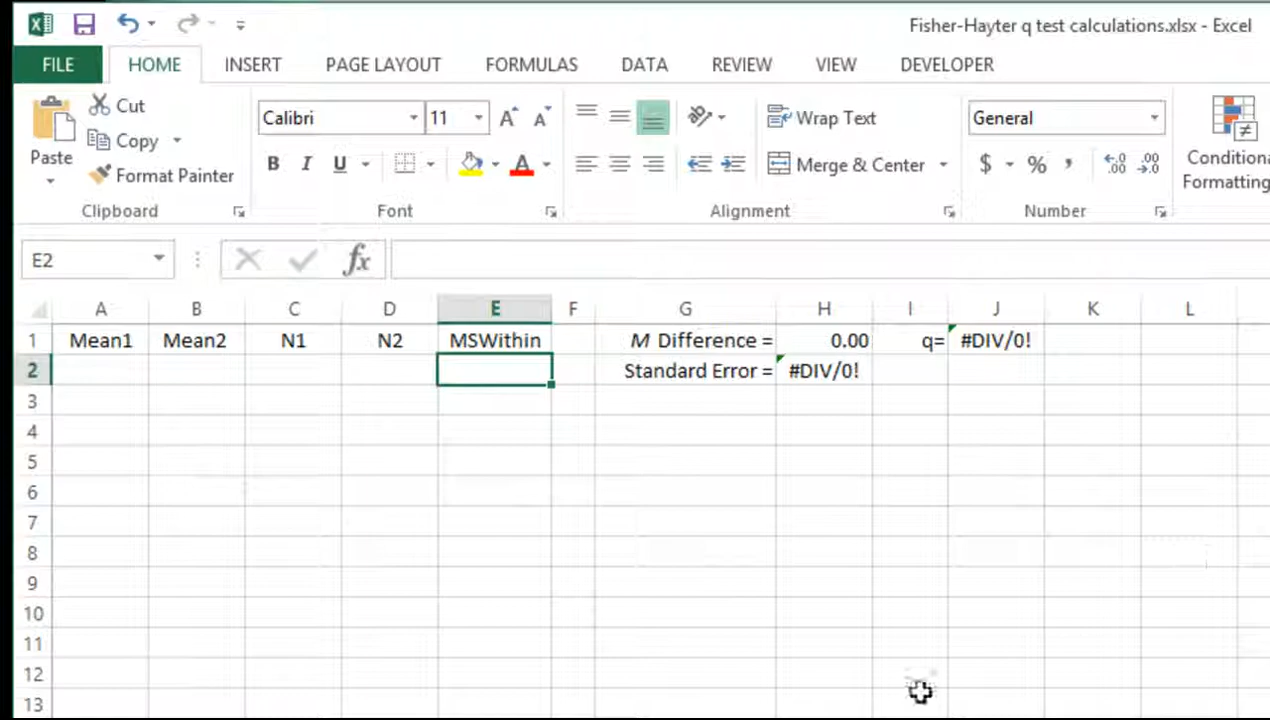 Fisher-Hayter q test calculations.xlsx - Excel
FILE HOME INSERT PAGE LAYOUT FORMULAS DATA REVIEW VIEW DEVELOPER
Paste
Cut
Copy
Format Painter
Clipboard
Calibri 11
B I U A
Font
Wrap Text
Merge & Center
Alignment
General
$ % ,
Number
Conditiona
Formatting
E2 fx
A B C D E F G H I J K L
1 Mean1 Mean2 N1 N2 MSWithin M Difference = 0.00 q= #DIV/0!
2 Standard Error = #DIV/0!
3
4
5
6
7
8
9
10
11
12
13